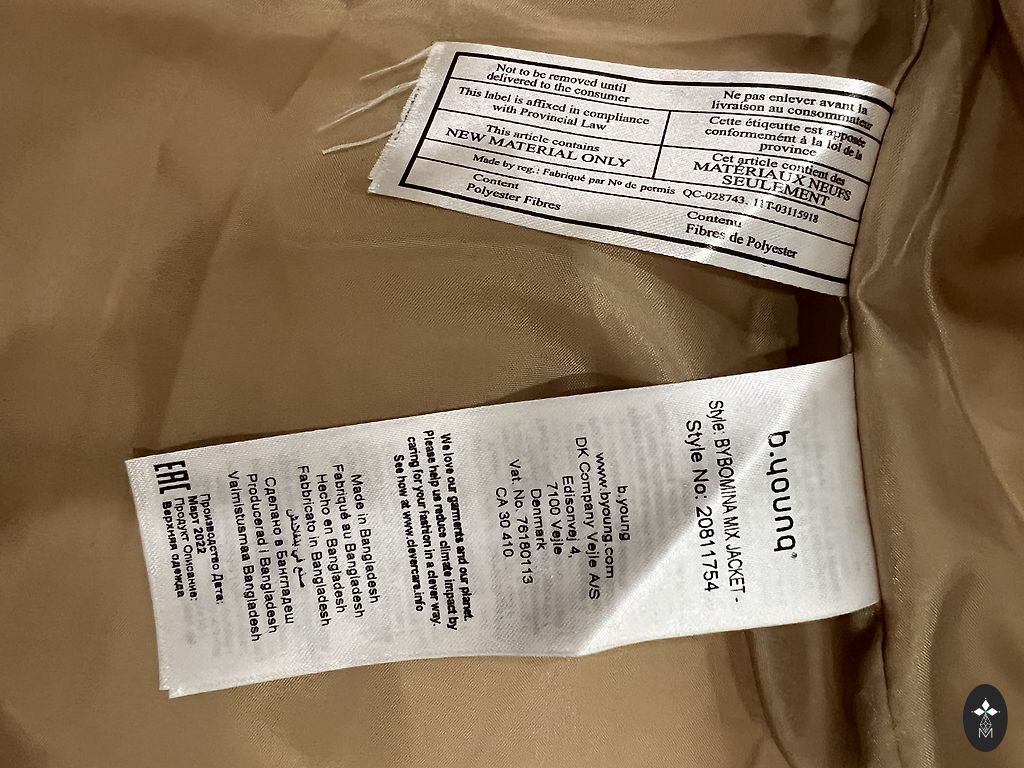 Not to be removed until
delivered to the consumer
Ne pas enlever avant la
livraison au consommateur
This label is affixed in compliance
with Provincial Law
Cette étiqeutte est apposée
conformément à la loi de la
province
This article contains
NEW MATERIAL ONLY
Cet article contient des
MATÉRIAUX NEUFS
SEULEMENT
Made by reg.: Fabriqué par No de permis QC-028743, 11T-03115918
Content
Polyester Fibres
Contenu
Fibres de Polyester
b.young
Style: BYBOMINA MIX JACKET -
Style No: 20811754
b.young
www.byoung.com
DK Company Vejle A/S
Edisonvej 4,
7100 Vejle
Denmark
Vat. No. 76180113
CA 30 410
We love our garments and our planet.
Please help us reduce climate impact by
caring for your fashion in a clever way.
See how at www.clevercare.info
Made in Bangladesh
Fabriqué au Bangladesh
Hecho en Bangladesh
Fabbricato in Bangladesh
صنع في بنغلادش
Сделано в Бангладеш
Producerad i Bangladesh
Valmistusmaa Bangladesh
EAC
Производство Дата:
Март 2022
Продукт Описание:
Верхняя одежда
M